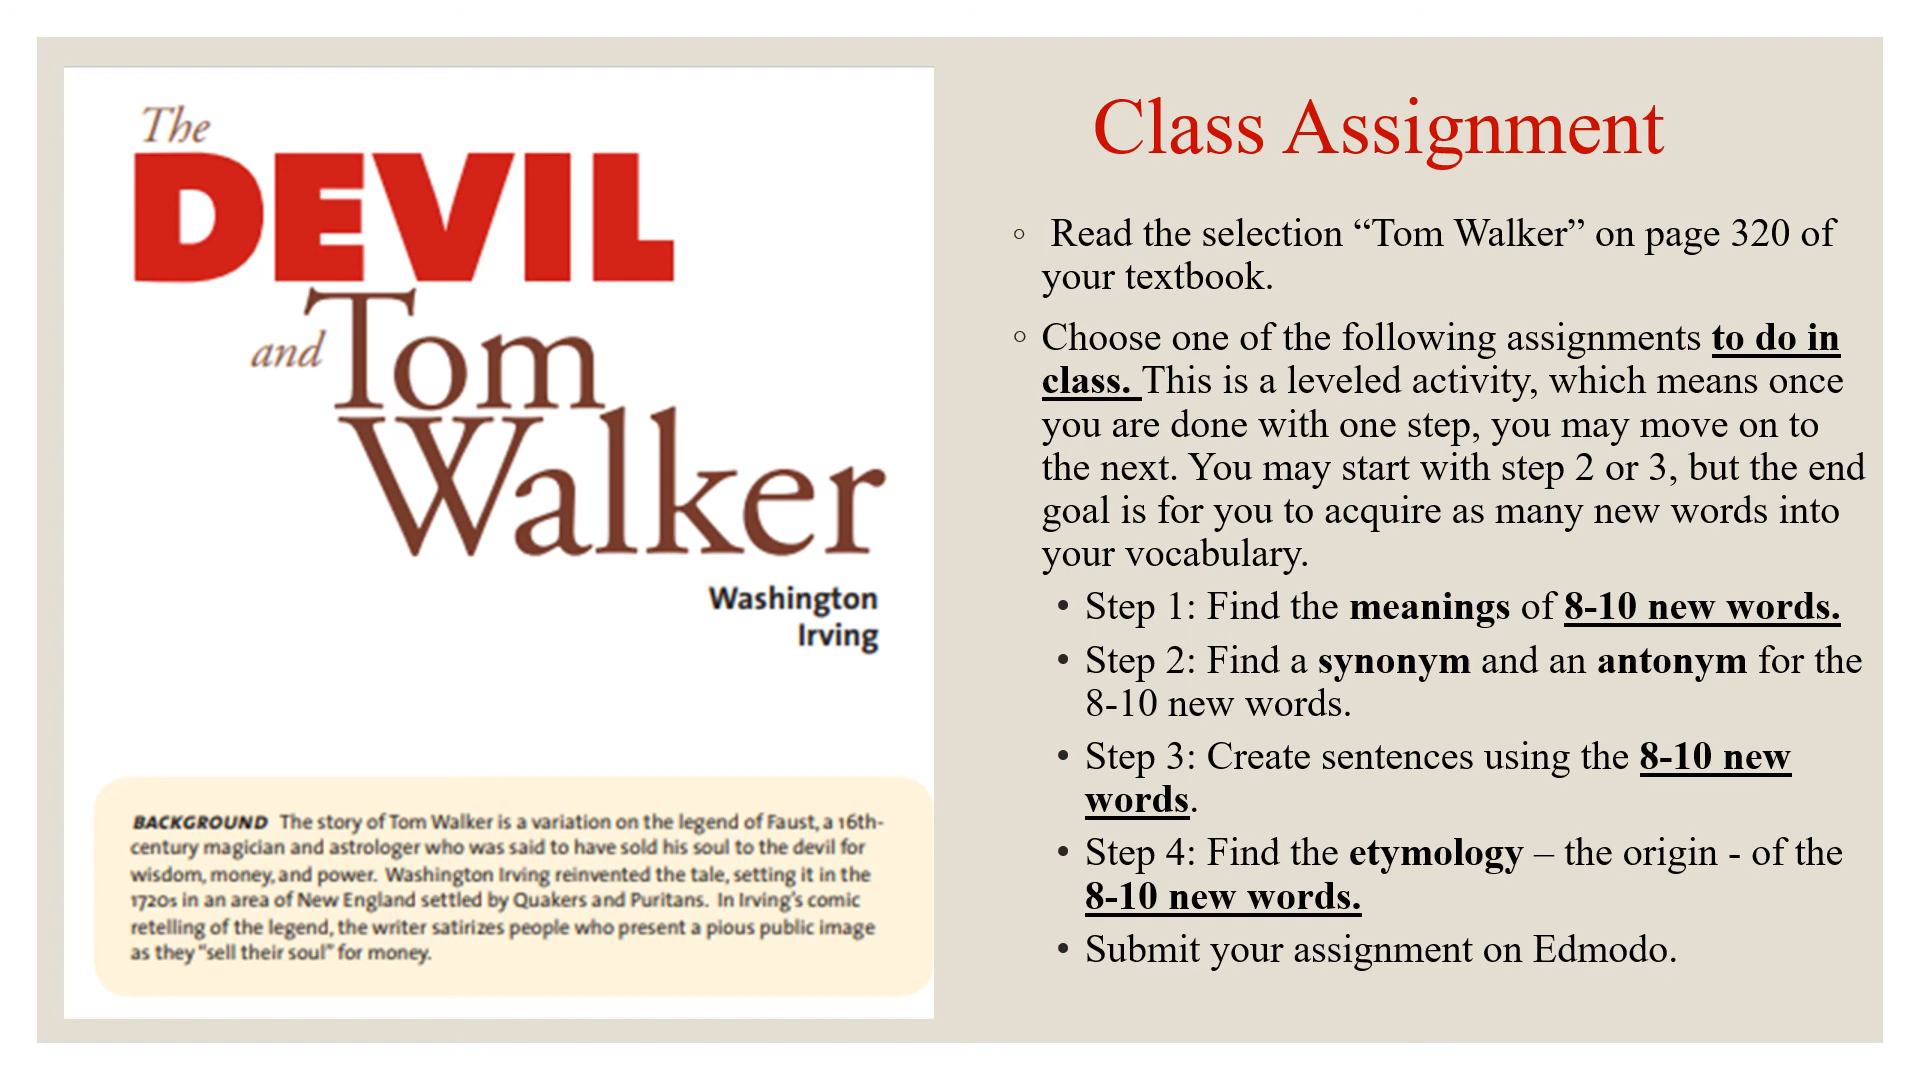 The
DEVIL
and Tom
Walker
Washington
Irving
BACKGROUND The story of Tom Walker is a variation on the legend of Faust, a 16th-
century magician and astrologer who was said to have sold his soul to the devil for
wisdom, money, and power. Washington Irving reinvented the tale, setting it in the
1720s in an area of New England settled by Quakers and Puritans. In Irving's comic
retelling of the legend, the writer satirizes people who present a pious public image
as they "sell their soul" for money.
Class Assignment
◦ Read the selection “Tom Walker” on page 320 of
your textbook.
◦ Choose one of the following assignments to do in
class. This is a leveled activity, which means once
you are done with one step, you may move on to
the next. You may start with step 2 or 3, but the end
goal is for you to acquire as many new words into
your vocabulary.
• Step 1: Find the meanings of 8-10 new words.
• Step 2: Find a synonym and an antonym for the
8-10 new words.
• Step 3: Create sentences using the 8-10 new
words.
• Step 4: Find the etymology – the origin - of the
8-10 new words.
• Submit your assignment on Edmodo.